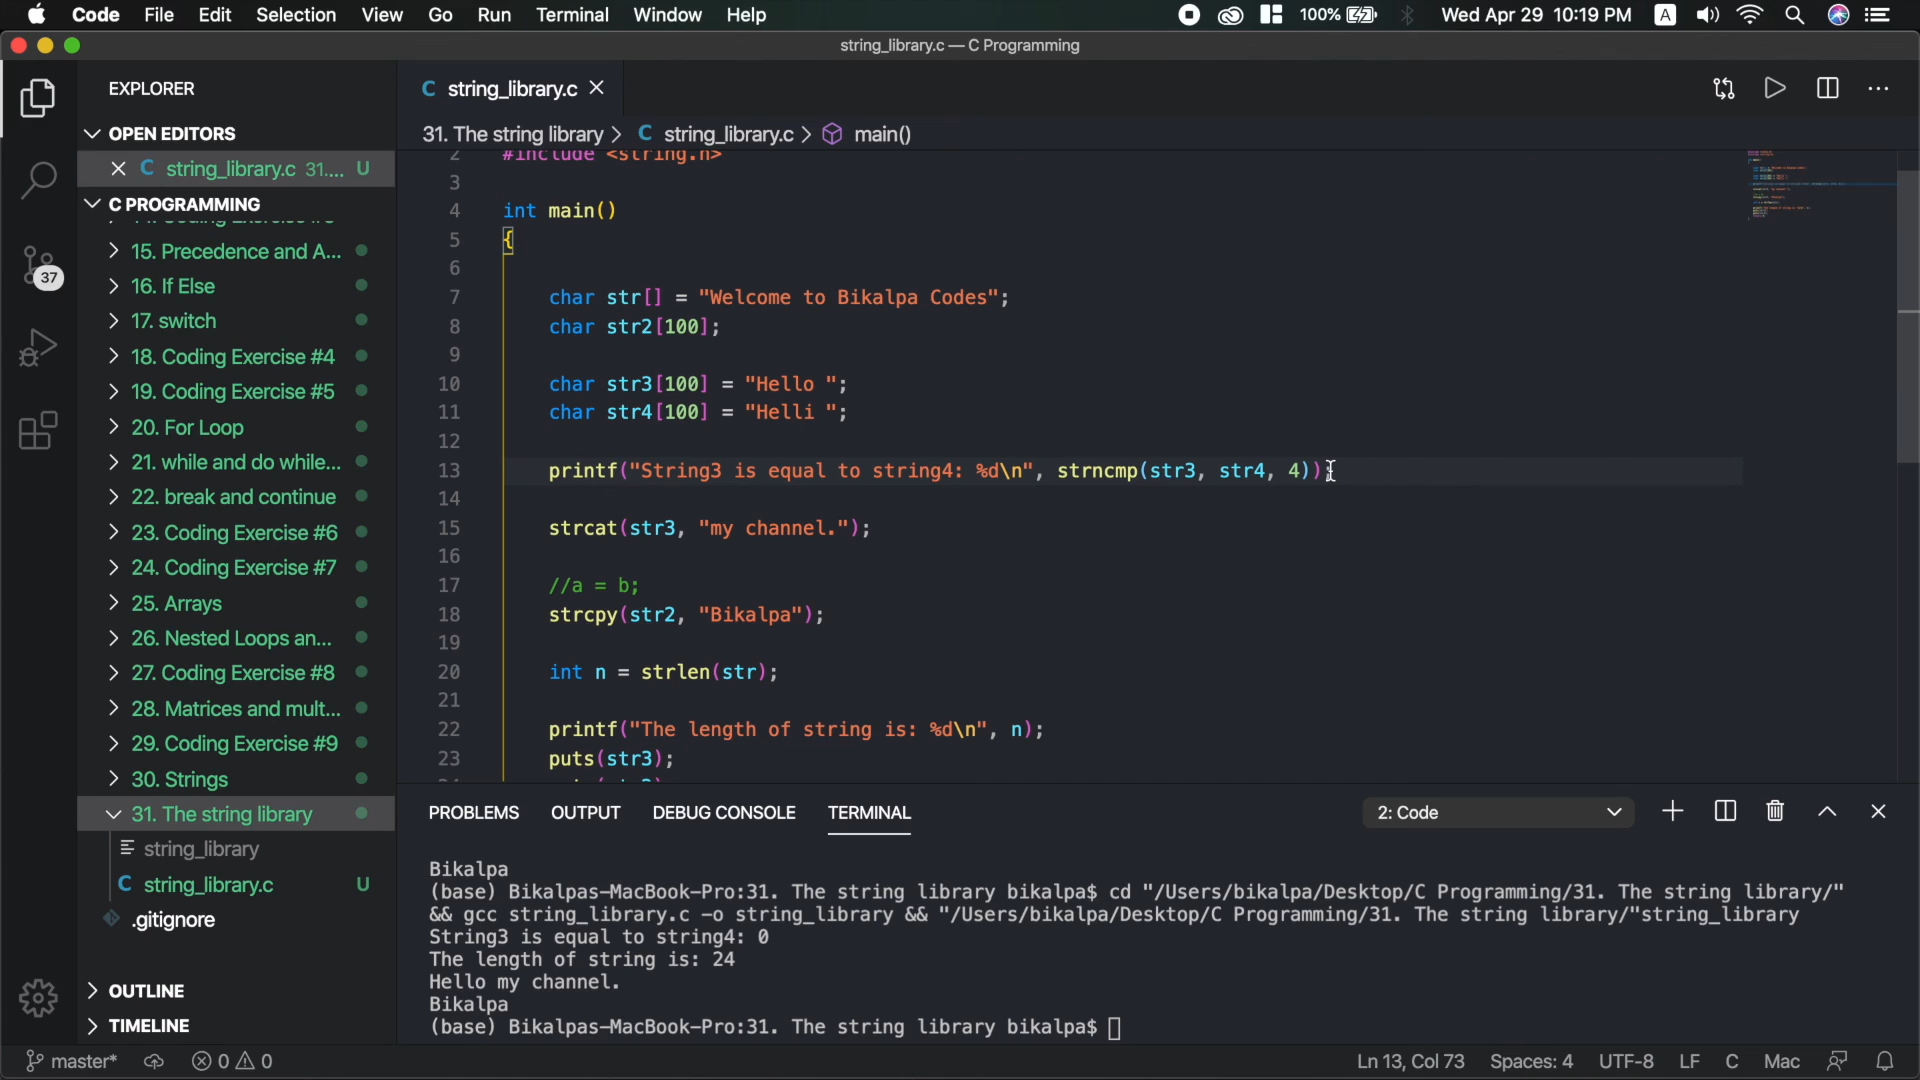 Code File Edit Selection View Go Run Terminal Window Help 100% Wed Apr 29 10:19 PM A
string_library.c — C Programming
EXPLORER
OPEN EDITORS
string_library.c 31.... U
C PROGRAMMING
15. Precedence and A...
16. If Else
17. switch
18. Coding Exercise #4
19. Coding Exercise #5
20. For Loop
21. while and do while...
22. break and continue
23. Coding Exercise #6
24. Coding Exercise #7
25. Arrays
26. Nested Loops an...
27. Coding Exercise #8
28. Matrices and mult...
29. Coding Exercise #9
30. Strings
31. The string library
string_library
C string_library.c U
.gitignore
OUTLINE
TIMELINE
37
C string_library.c
31. The string library > C string_library.c > main()
2 #include <string.h>
3
4 int main()
5 {
6
7 char str[] = "Welcome to Bikalpa Codes";
8 char str2[100];
9
10 char str3[100] = "Hello ";
11 char str4[100] = "Helli ";
12
13 printf("String3 is equal to string4: %d\n", strncmp(str3, str4, 4));
14
15 strcat(str3, "my channel.");
16
17 //a = b;
18 strcpy(str2, "Bikalpa");
19
20 int n = strlen(str);
21
22 printf("The length of string is: %d\n", n);
23 puts(str3);
PROBLEMS OUTPUT DEBUG CONSOLE TERMINAL 2: Code
Bikalpa
(base) Bikalpas-MacBook-Pro:31. The string library bikalpa$ cd "/Users/bikalpa/Desktop/C Programming/31. The string library/"
&& gcc string_library.c -o string_library && "/Users/bikalpa/Desktop/C Programming/31. The string library/"string_library
String3 is equal to string4: 0
The length of string is: 24
Hello my channel.
Bikalpa
(base) Bikalpas-MacBook-Pro:31. The string library bikalpa$
master* 0 0 Ln 13, Col 73 Spaces: 4 UTF-8 LF C Mac